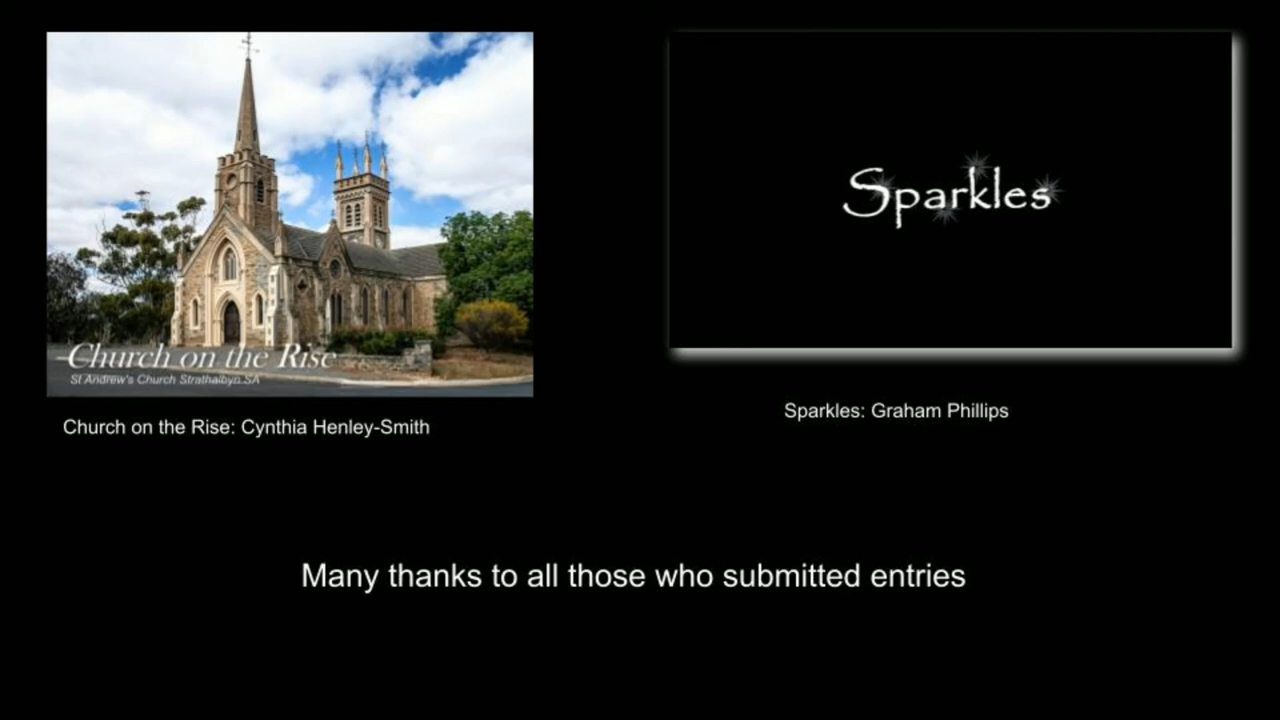 Church on the Rise
St Andrew's Church Strathalbyn.SA
Church on the Rise: Cynthia Henley-Smith
Sparkles
Sparkles: Graham Phillips
Many thanks to all those who submitted entries